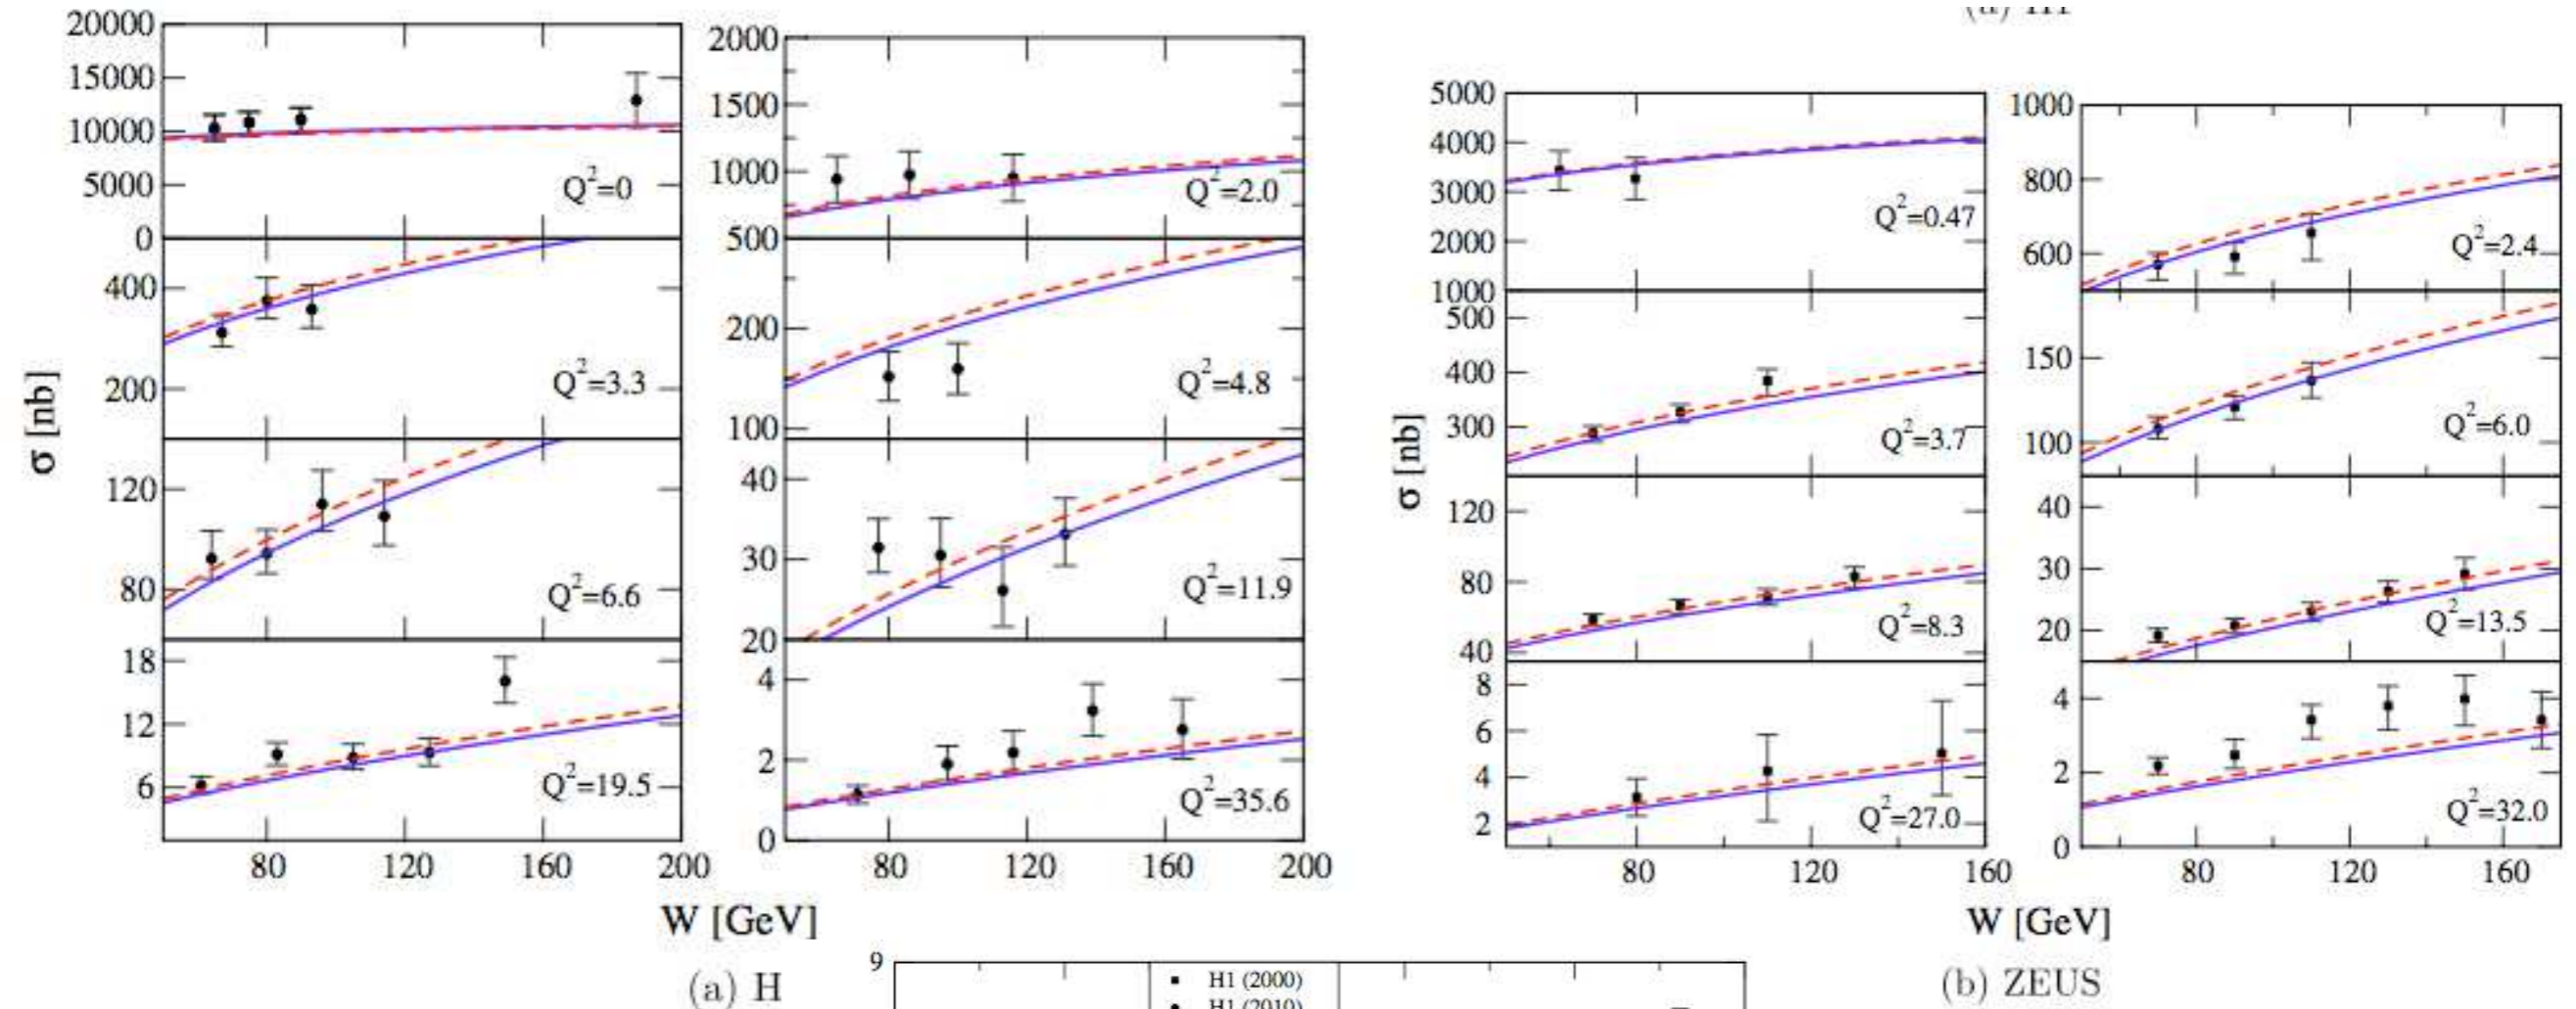 (a) H1
20000
15000
10000
5000
0
Q²=0
2000
1500
1000
500
Q²=2.0
400
200
Q²=3.3
200
100
Q²=4.8
120
80
Q²=6.6
40
30
20
Q²=11.9
18
12
6
Q²=19.5
4
2
0
Q²=35.6
σ [nb]
80 120 160 200
80 120 160 200
W [GeV]
(a) H
5000
4000
3000
2000
1000
Q²=0.47
1000
800
600
Q²=2.4
500
400
300
Q²=3.7
150
100
Q²=6.0
120
80
40
Q²=8.3
40
30
20
Q²=13.5
8
6
4
2
Q²=27.0
4
2
0
Q²=32.0
σ [nb]
80 120 160
80 120 160
W [GeV]
(b) ZEUS
9
H1 (2000)
H1 (2010)